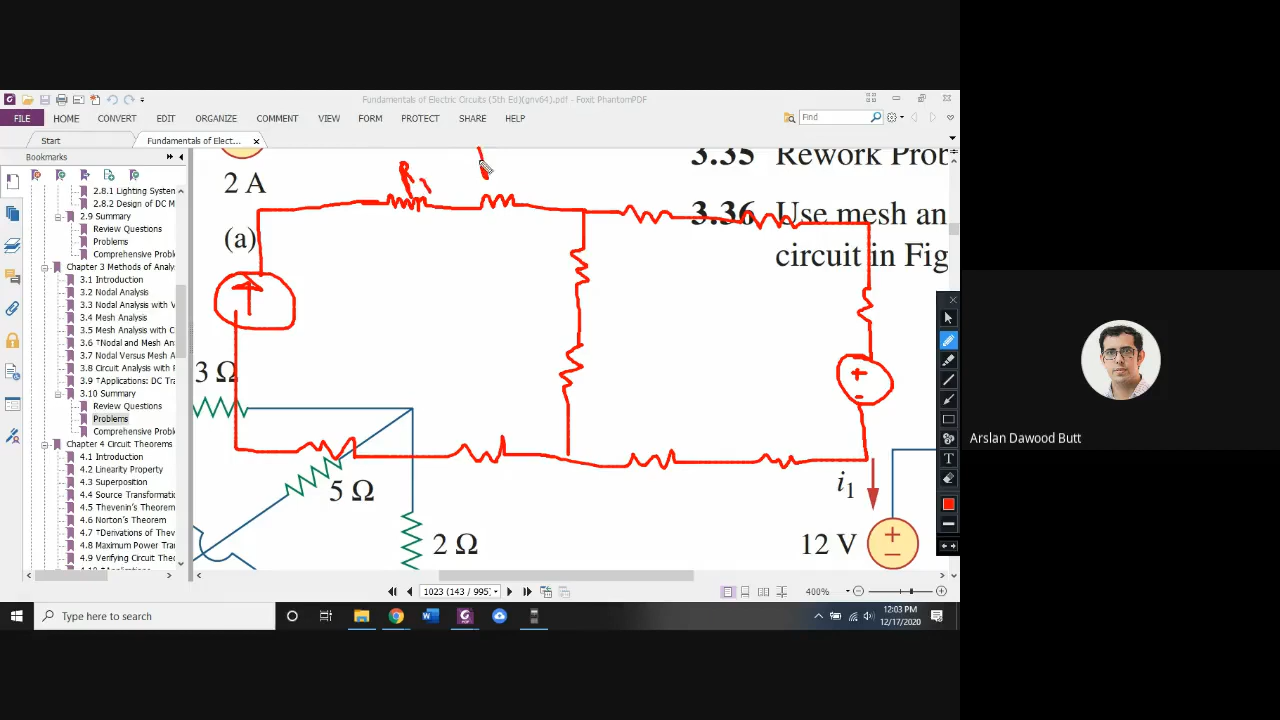 Fundamentals of Electric Circuits (5th Ed)(gnv64).pdf - Foxit PhantomPDF
FILE HOME CONVERT EDIT ORGANIZE COMMENT VIEW FORM PROTECT SHARE HELP
Find
Start
Fundamentals of Elect...
Bookmarks
2.8.1 Lighting System
2.8.2 Design of DC M
2.9 Summary
Review Questions
Problems
Comprehensive Probl
Chapter 3 Methods of Analys
3.1 Introduction
3.2 Nodal Analysis
3.3 Nodal Analysis with V
3.4 Mesh Analysis
3.5 Mesh Analysis with C
3.6 †Nodal and Mesh An
3.7 Nodal Versus Mesh A
3.8 Circuit Analysis with P
3.9 †Applications: DC Tra
3.10 Summary
Review Questions
Problems
Comprehensive Probl
Chapter 4 Circuit Theorems
4.1 Introduction
4.2 Linearity Property
4.3 Superposition
4.4 Source Transformatio
4.5 Thevenin's Theorem
4.6 Norton's Theorem
4.7 †Derivations of Thev
4.8 Maximum Power Tra
4.9 Verifying Circuit The
2 A
(a)
3 Ω
5 Ω
2 Ω
3.35 Rework Prob
3.36 Use mesh an
circuit in Fig
i1
12 V
+
−
+
-
1023 (143 / 995)
400%
Type here to search
12:03 PM
12/17/2020
Arslan Dawood Butt